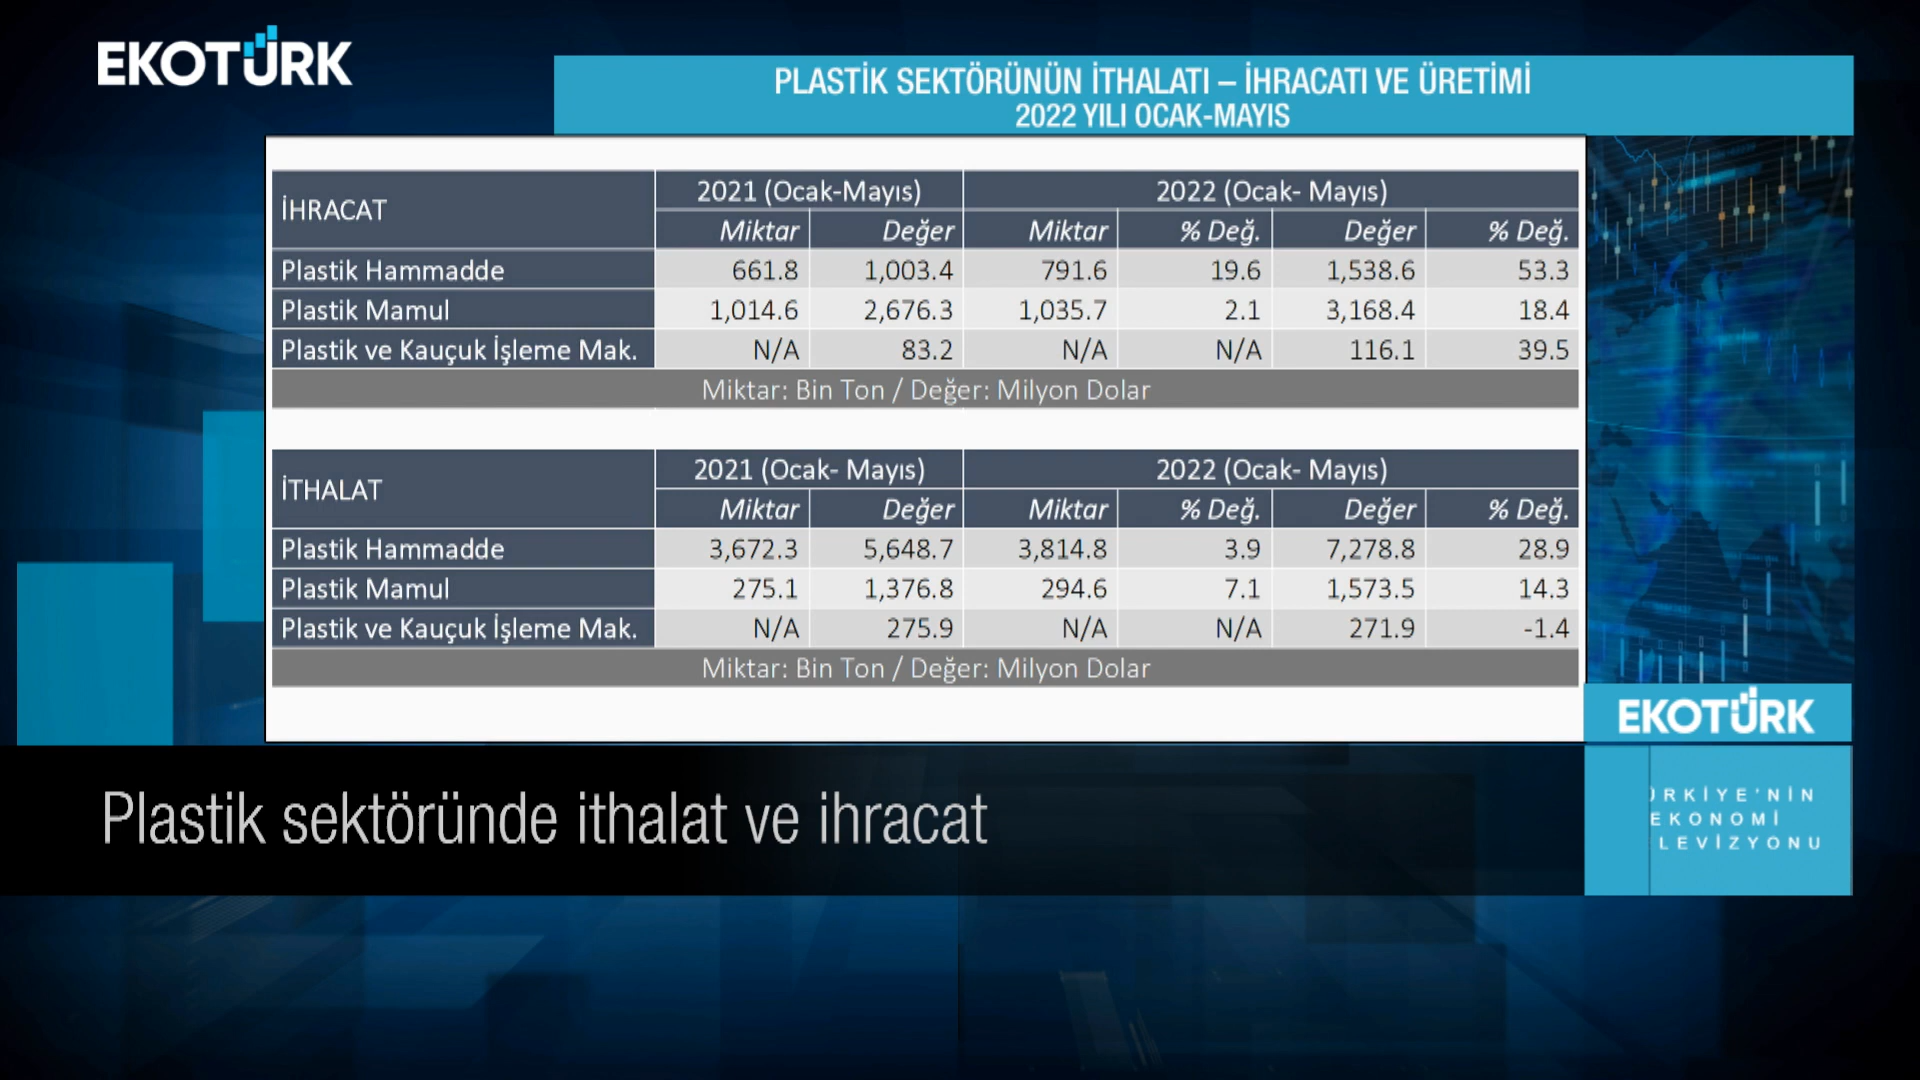 EKOTÜRK
PLASTİK SEKTÖRÜNÜN İTHALATI – İHRACATI VE ÜRETİMİ
2022 YILI OCAK-MAYIS
İHRACAT 2021 (Ocak-Mayıs) 2022 (Ocak- Mayıs)
Miktar Değer Miktar % Değ. Değer % Değ.
Plastik Hammadde 661.8 1,003.4 791.6 19.6 1,538.6 53.3
Plastik Mamul 1,014.6 2,676.3 1,035.7 2.1 3,168.4 18.4
Plastik ve Kauçuk İşleme Mak. N/A 83.2 N/A N/A 116.1 39.5
Miktar: Bin Ton / Değer: Milyon Dolar
İTHALAT 2021 (Ocak- Mayıs) 2022 (Ocak- Mayıs)
Miktar Değer Miktar % Değ. Değer % Değ.
Plastik Hammadde 3,672.3 5,648.7 3,814.8 3.9 7,278.8 28.9
Plastik Mamul 275.1 1,376.8 294.6 7.1 1,573.5 14.3
Plastik ve Kauçuk İşleme Mak. N/A 275.9 N/A N/A 271.9 -1.4
Miktar: Bin Ton / Değer: Milyon Dolar
EKOTÜRK
Plastik sektöründe ithalat ve ihracat
RKİYE'NİN
EKONOMİ
LEVİZYONU